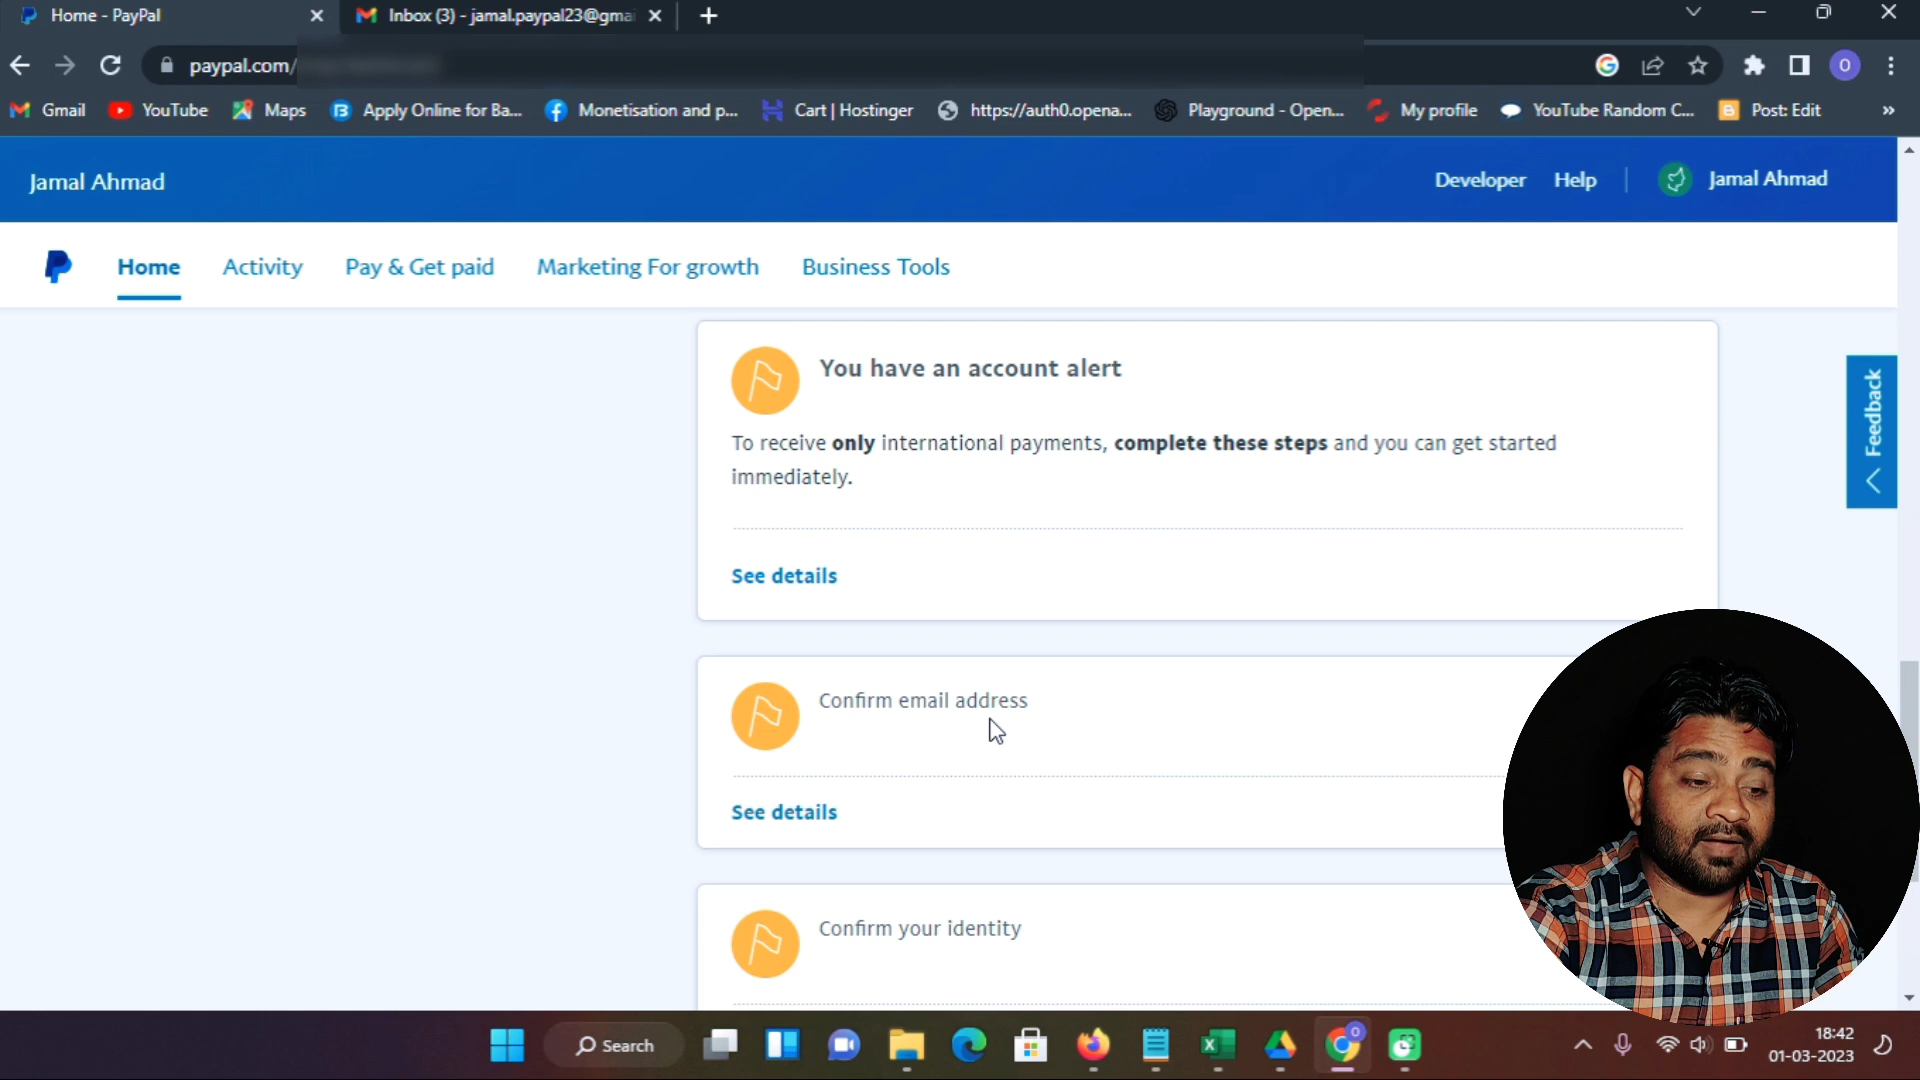 Home - PayPal
Inbox (3) - jamal.paypal23@gmai
paypal.com/
Gmail
YouTube
Maps
Apply Online for Ba...
Monetisation and p...
Cart | Hostinger
https://auth0.opena...
Playground - Open...
My profile
YouTube Random C...
Post: Edit
»
Jamal Ahmad
Developer
Help
Jamal Ahmad
Home
Activity
Pay & Get paid
Marketing For growth
Business Tools
You have an account alert
To receive only international payments, complete these steps and you can get started
immediately.
See details
Feedback
Confirm email address
See details
Confirm your identity
Search
18:42
01-03-2023